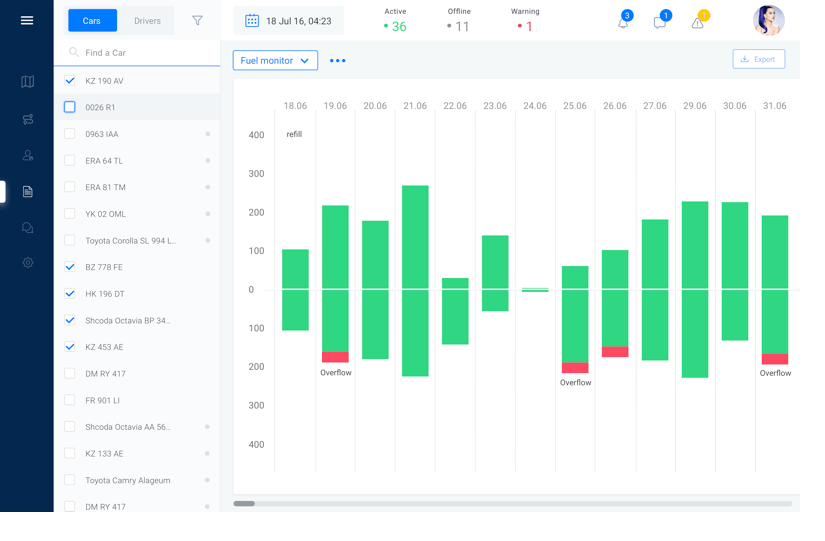 Cars
Drivers
18 Jul 16, 04:23
Active
36
Offline
11
Warning
1
3
1
1
Find a Car
Fuel monitor
Export
KZ 190 AV
0026 R1
0963 IAA
ERA 64 TL
ERA 81 TM
YK 02 OML
Toyota Corolla SL 994 L...
BZ 778 FE
HK 196 DT
Shcoda Octavia BP 34...
KZ 453 AE
DM RY 417
FR 901 LI
Shcoda Octavia AA 56...
KZ 133 AE
Toyota Camry Alageum
DM RY 417
18.06 19.06 20.06 21.06 22.06 23.06 24.06 25.06 26.06 27.06 29.06 30.06 31.06
400
refill
300
200
100
0
100
200
Overflow
Overflow
Overflow
300
400